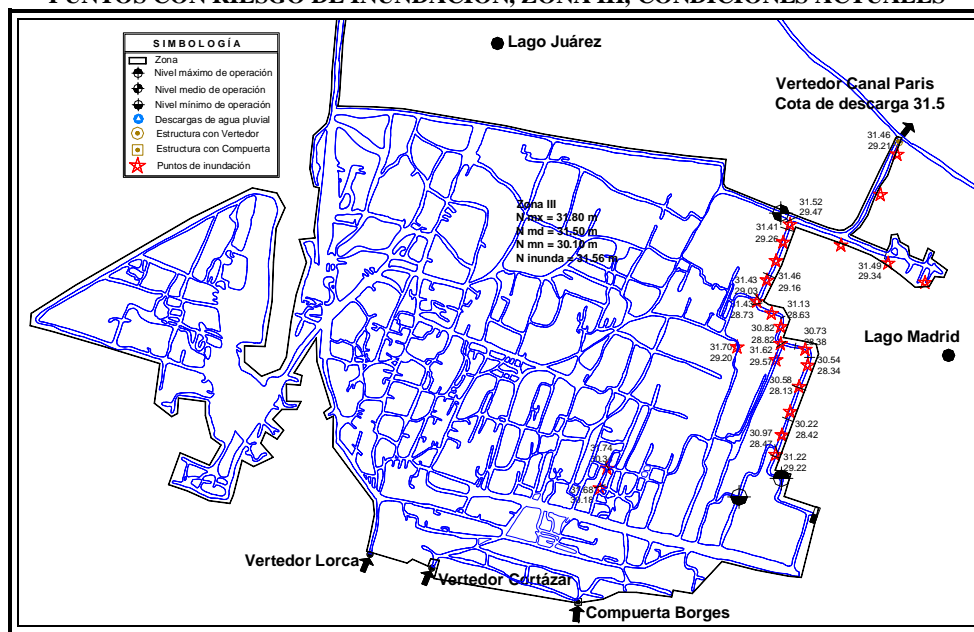 PUNTOS CON RIESGO DE INUNDACIÓN, ZONA III, CONDICIONES ACTUALES
SIMBOLOGÍA
Zona
Nivel máximo de operación
Nivel medio de operación
Nivel mínimo de operación
Descargas de agua pluvial
Estructura con Vertedor
Estructura con Compuerta
Puntos de inundación
Lago Juárez
Vertedor Canal Paris
Cota de descarga 31.5
31.46
29.21
Zona III
N mx = 31.80 m
N md = 31.50 m
N mn = 30.10 m
N inunda = 31.56 m
31.52
29.47
31.41
29.26
31.49
29.34
31.46
29.16
31.43
29.03
31.43
28.73
31.13
28.63
30.82
28.82
30.73
28.38
31.62
29.57
31.70
29.20
Lago Madrid
30.54
28.34
30.58
28.13
30.22
28.42
30.97
28.47
31.22
29.22
31.74
31.68
Vertedor Lorca
Vertedor Cortázar
Compuerta Borges